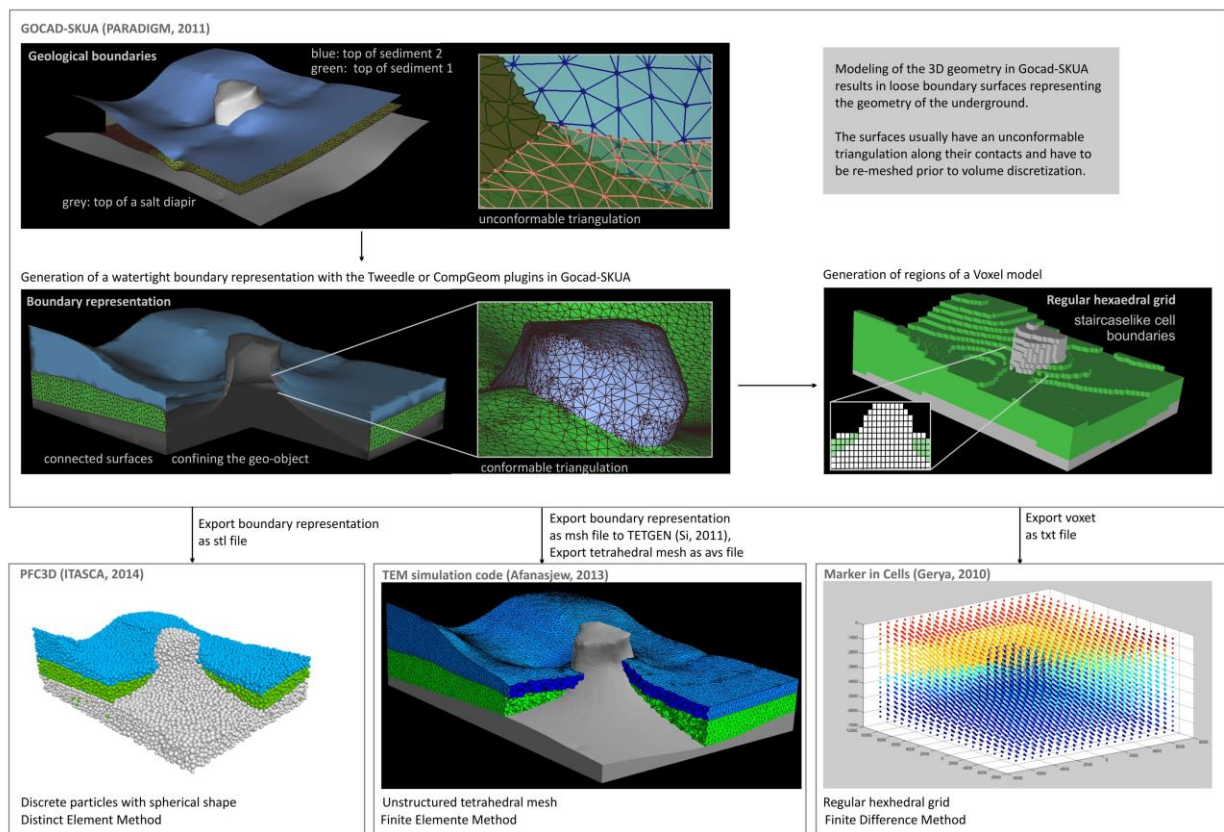 GOCAD-SKUA (PARADIGM, 2011)
Geological boundaries
blue: top of sediment 2
green: top of sediment 1
grey: top of a salt diapir
unconformable triangulation
Modeling of the 3D geometry in Gocad-SKUA
results in loose boundary surfaces representing
the geometry of the underground.
The surfaces usually have an unconformable
triangulation along their contacts and have to
be re-meshed prior to volume discretization.
Generation of a watertight boundary representation with the Tweedle or CompGeom plugins in Gocad-SKUA
Boundary representation
connected surfaces
confining the geo-object
conformable triangulation
Generation of regions of a Voxel model
Regular hexaedral grid
staircaselike cell
boundaries
Export boundary representation
as stl file
Export boundary representation
as msh file to TETGEN (Si, 2011),
Export tetrahedral mesh as avs file
Export voxet
as txt file
PFC3D (ITASCA, 2014)
Discrete particles with spherical shape
Distinct Element Method
TEM simulation code (Afanasjew, 2013)
Unstructured tetrahedral mesh
Finite Elemente Method
Marker in Cells (Gerya, 2010)
Regular hexhedral grid
Finite Difference Method